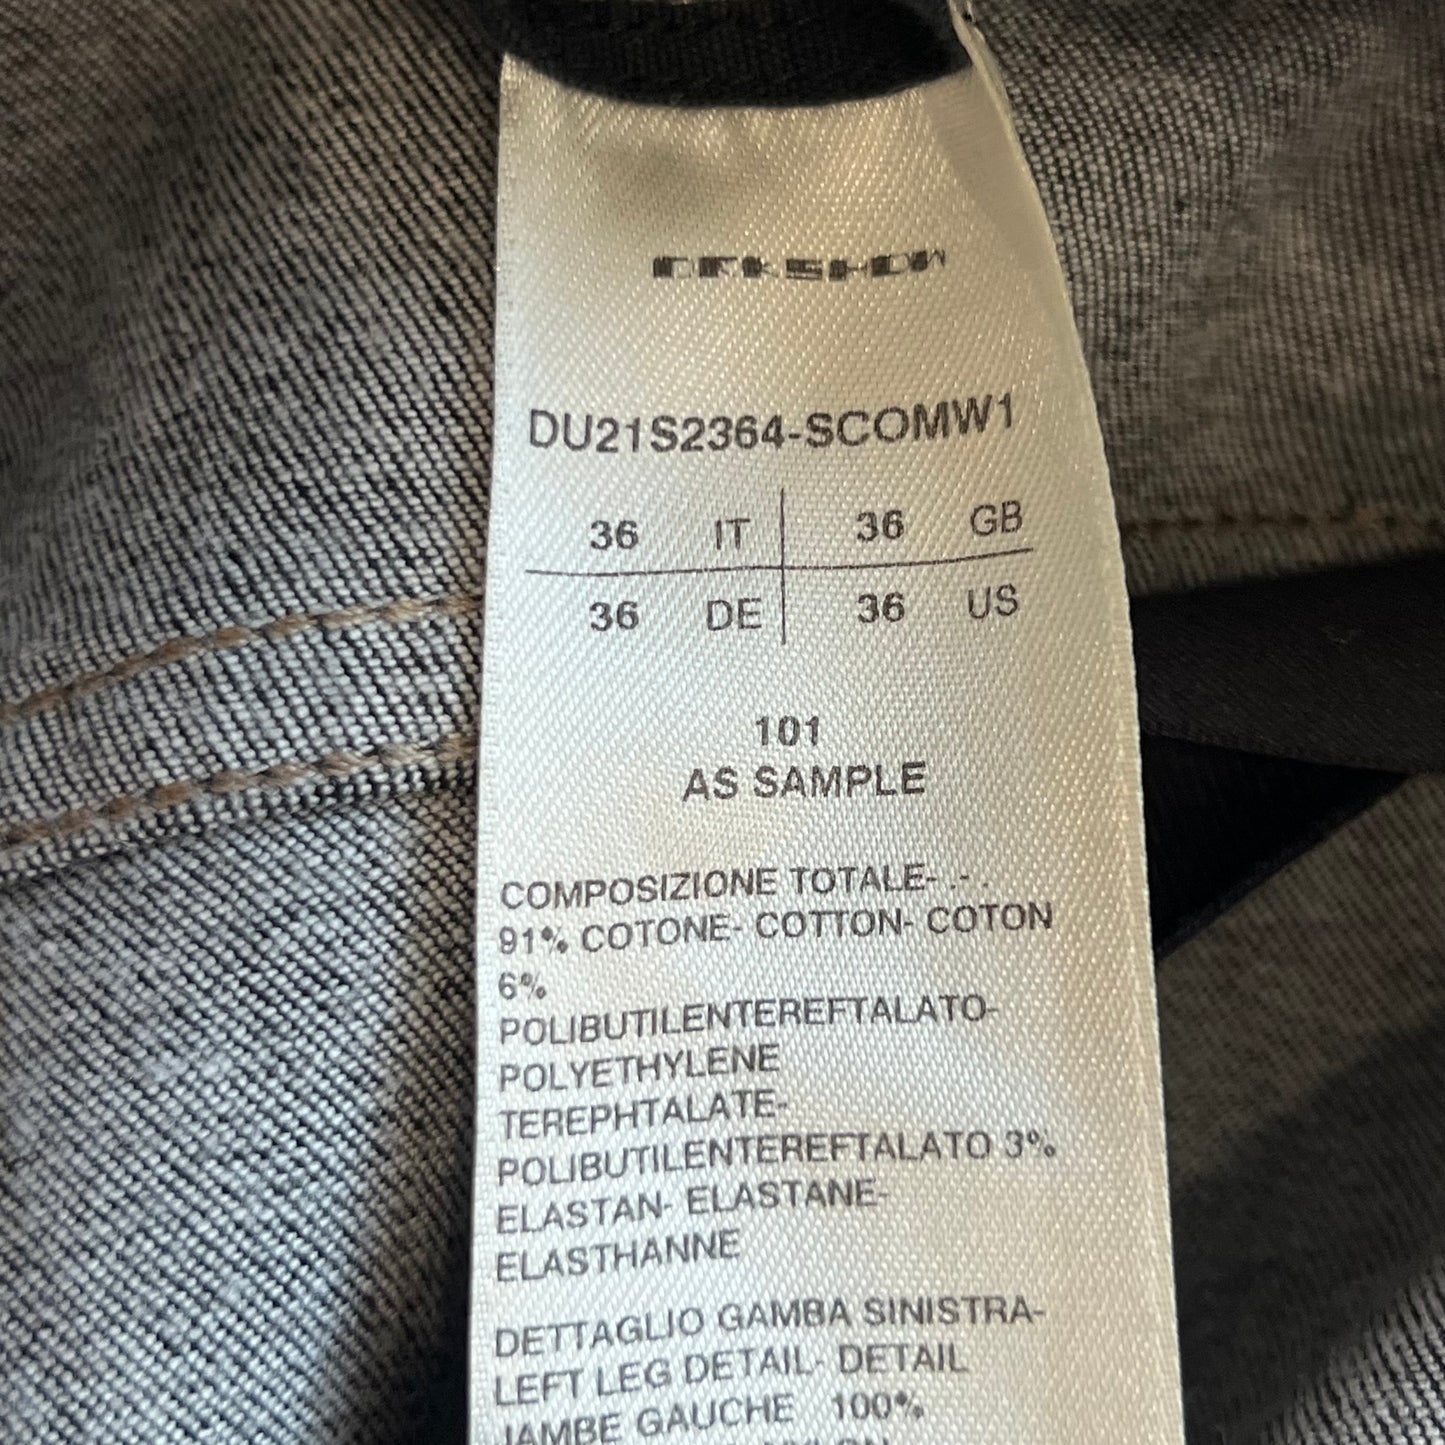 DRKSHDW
DU21S2364-SCOMW1
36 IT 36 GB
36 DE 36 US
101
AS SAMPLE
COMPOSIZIONE TOTALE- .- .
91% COTONE- COTTON- COTON
6%
POLIBUTILENTEREFTALATO-
POLYETHYLENE
TEREPHTALATE-
POLIBUTILENTEREFTALATO 3%
ELASTAN- ELASTANE-
ELASTHANNE
DETTAGLIO GAMBA SINISTRA-
LEFT LEG DETAIL- DETAIL
JAMBE GAUCHE 100%
NYLON